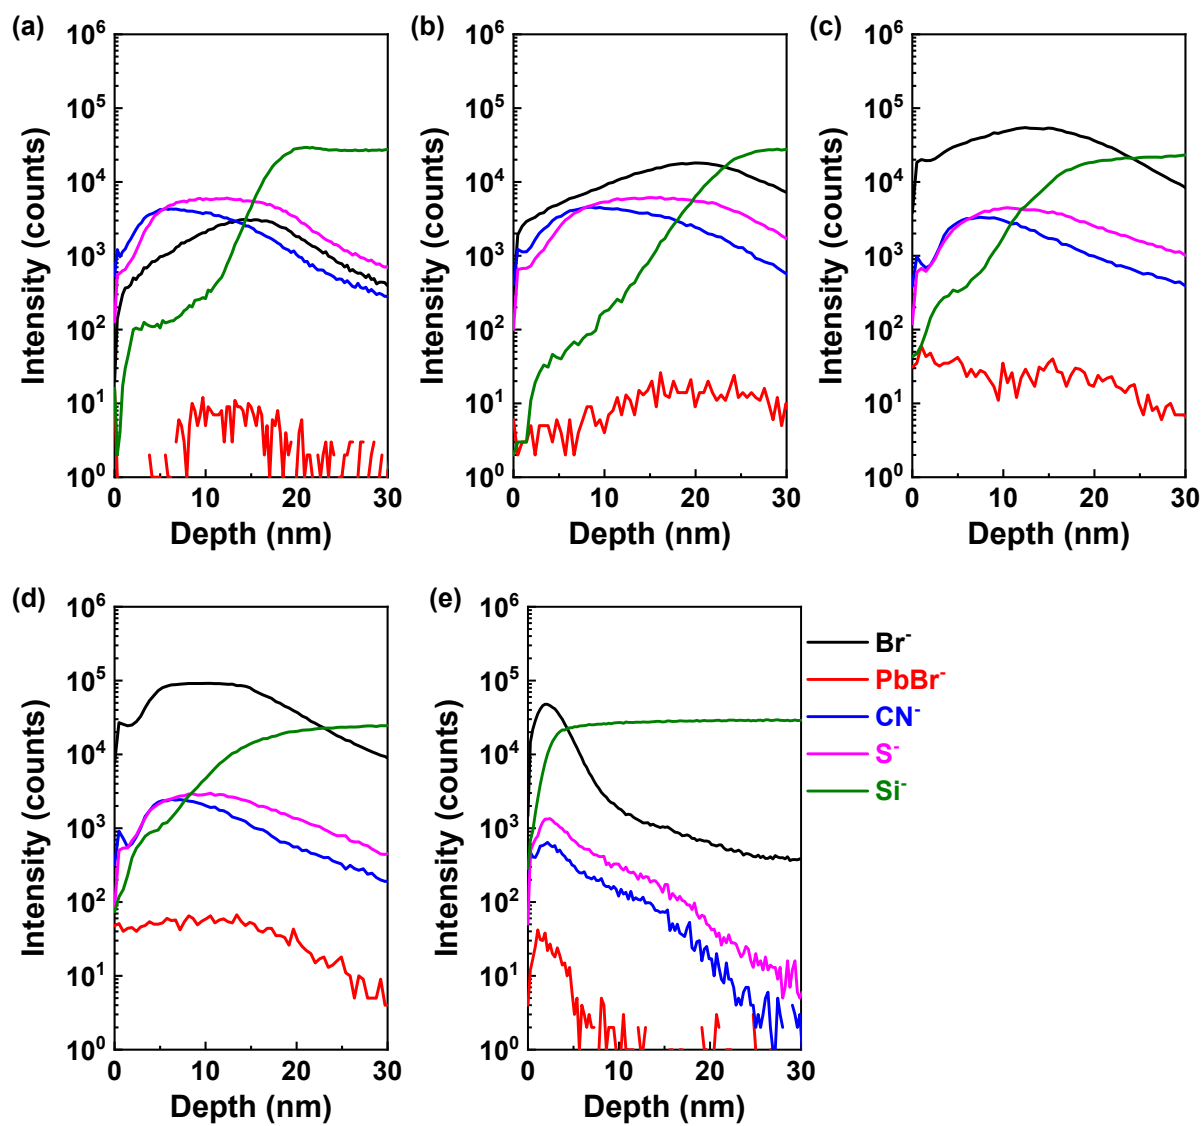 (a)
10⁶
10⁵
10⁴
10³
10²
10¹
10⁰
Intensity (counts)
0 10 20 30
Depth (nm)
(b)
10⁶
10⁵
10⁴
10³
10²
10¹
10⁰
Intensity (counts)
0 10 20 30
Depth (nm)
(c)
10⁶
10⁵
10⁴
10³
10²
10¹
10⁰
Intensity (counts)
0 10 20 30
Depth (nm)
(d)
10⁶
10⁵
10⁴
10³
10²
10¹
10⁰
Intensity (counts)
0 10 20 30
Depth (nm)
(e)
10⁶
10⁵
10⁴
10³
10²
10¹
10⁰
Intensity (counts)
0 10 20 30
Depth (nm)
Br⁻
PbBr⁻
CN⁻
S⁻
Si⁻